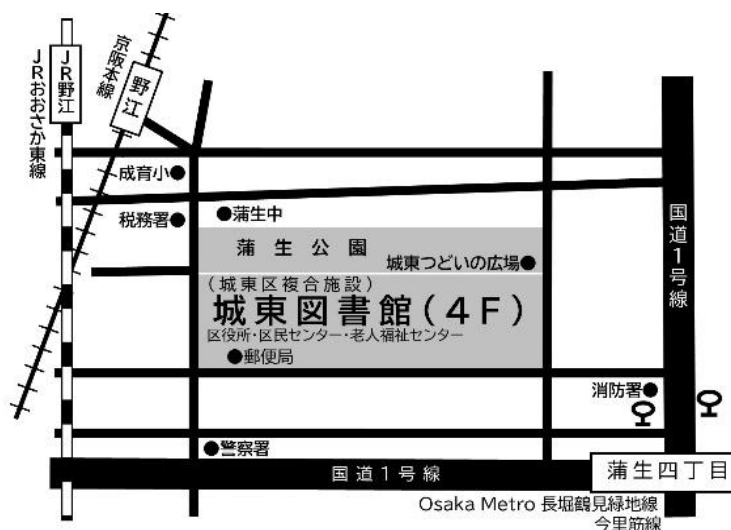 JR野江
JRおおさか東線
京阪本線
野江
成育小
税務署
蒲生中
蒲生公園
城東つどいの広場
(城東区複合施設)
城東図書館(4F)
区役所・区民センター・老人福祉センター
郵便局
国道1号線
消防署
警察署
国道1号線
蒲生四丁目
Osaka Metro 長堀鶴見緑地線
今里筋線